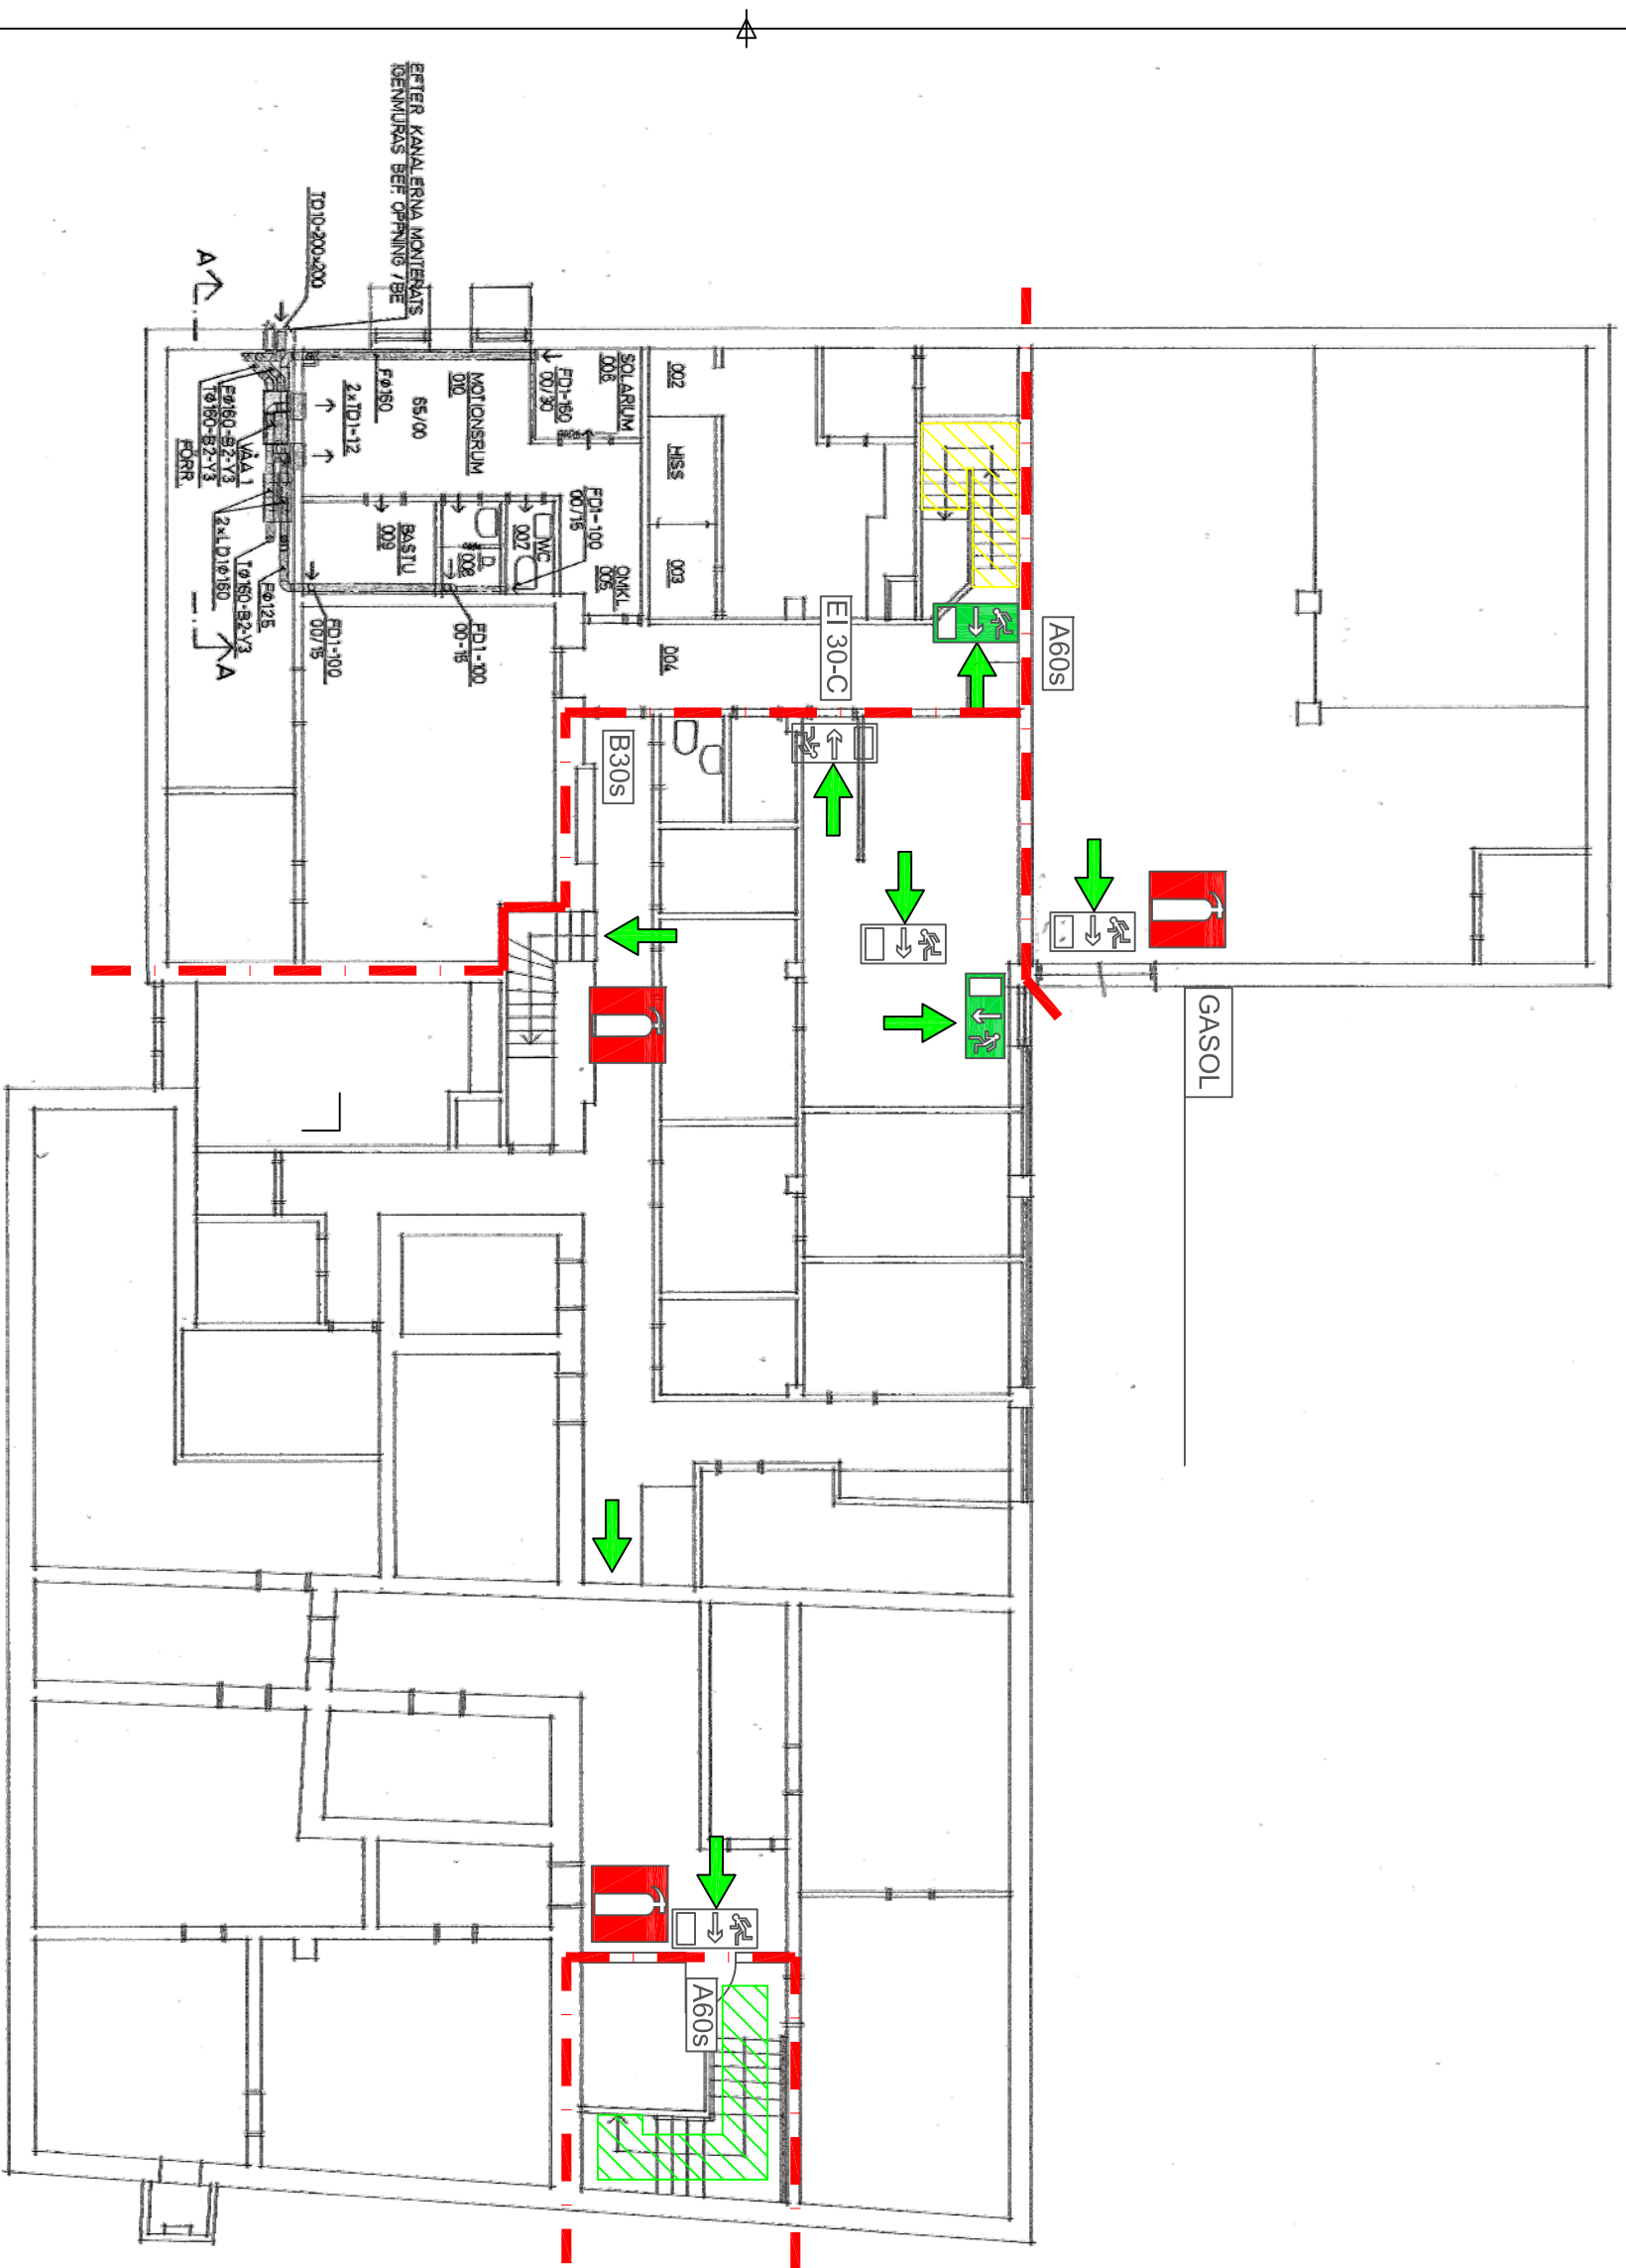 EFTER KANALERNA MONTERATS
IGENMURAS BEF. ÖPPNING /BE
TD10-200x200
A
A
FÖRR.
TØ160-B2-Y3
FØ160-B2-Y3
VÅA 1
2xLD1Ø160
TØ160-B2-Y3
FØ125
2xTD1-12
FØ160
65/00
MOTIONSRUM
010
FD1-160
00/30
SOLARIUM
006
002
HISS
003
004
OMKL.
005
FD1-100
00/15
WC
007
D.
008
BASTU
009
FD1-100
00-15
FD1-100
00/15
EI 30-C
A60s
B30s
GASOL
A60s